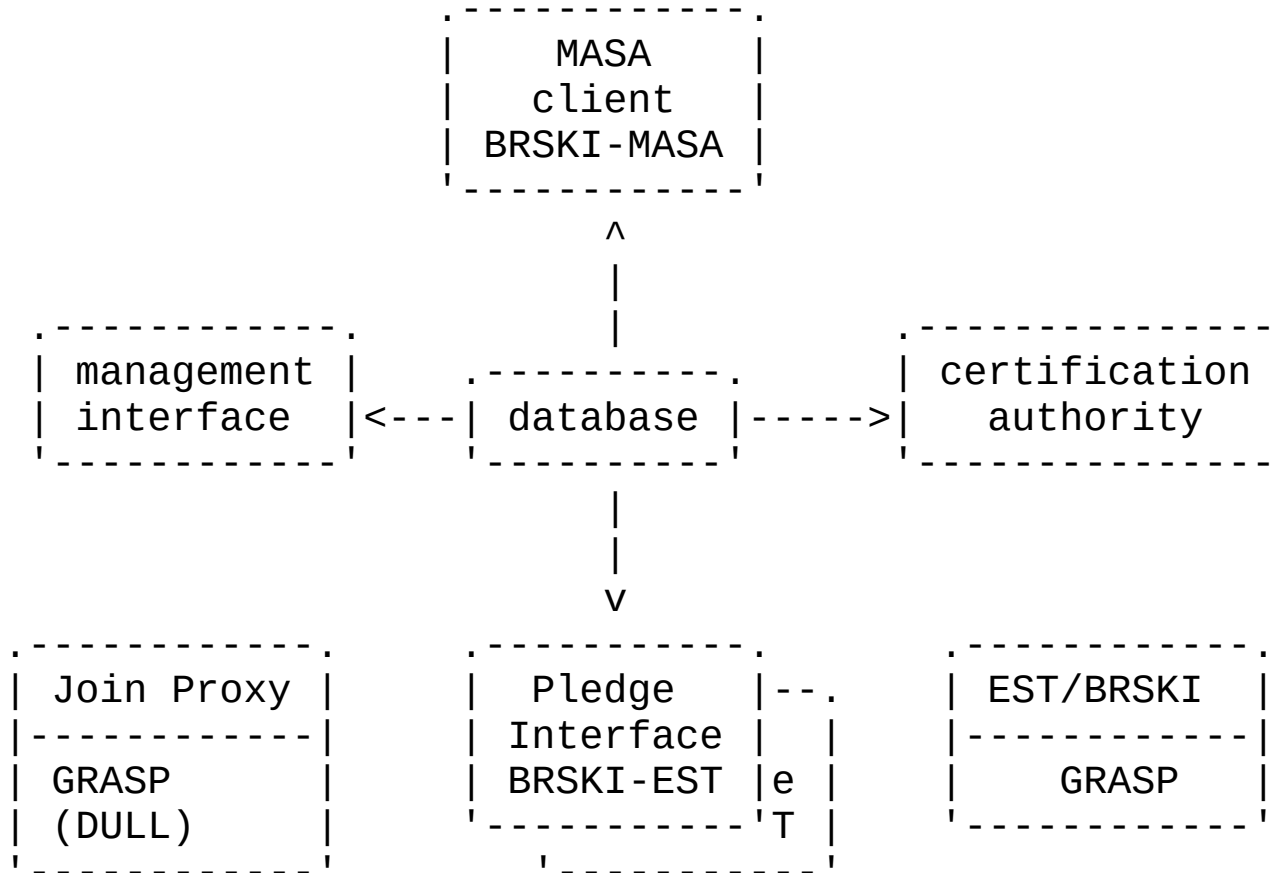 MASA
client
BRSKI-MASA
management
interface
database
certification
authority
Join Proxy
GRASP
(DULL)
Pledge
Interface
BRSKI-EST
e
T
EST/BRSKI
GRASP